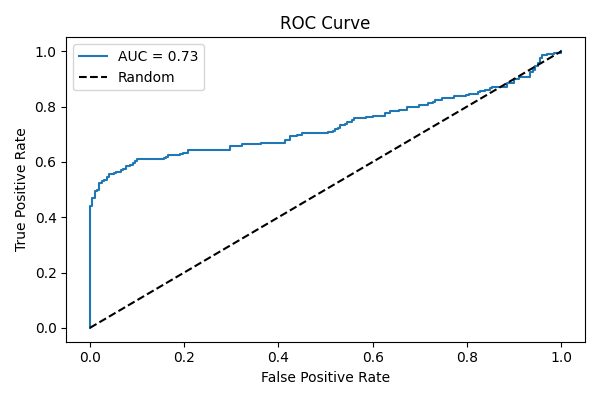 ROC Curve
AUC = 0.73
Random
True Positive Rate
1.0
0.8
0.6
0.4
0.2
0.0
0.0 0.2 0.4 0.6 0.8 1.0
False Positive Rate